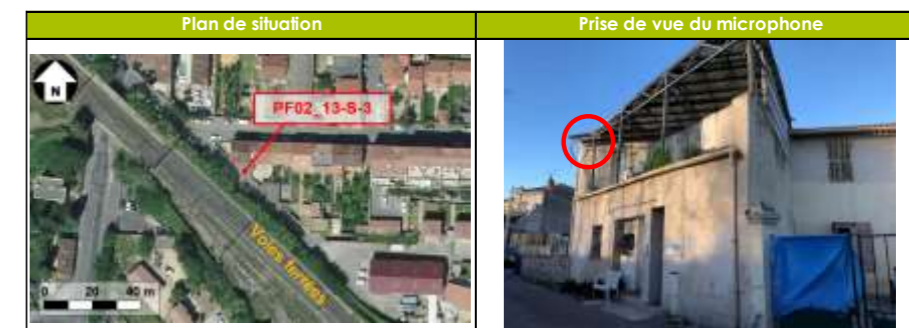 Plan de situation
Prise de vue du microphone
N
PF02_13-S-3
Voies ferrées
0 20 40 m